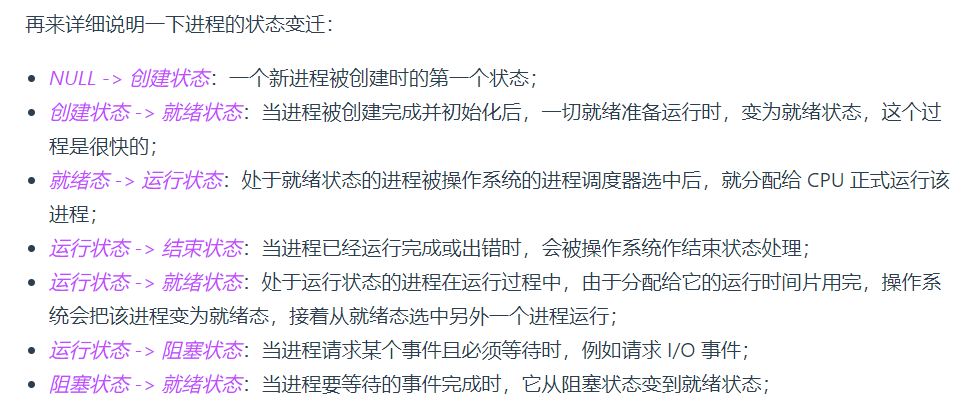 再来详细说明一下进程的状态变迁：
NULL -> 创建状态：一个新进程被创建时的第一个状态；
创建状态 -> 就绪状态：当进程被创建完成并初始化后，一切就绪准备运行时，变为就绪状态，这个过
程是很快的；
就绪态 -> 运行状态：处于就绪状态的进程被操作系统的进程调度器选中后，就分配给 CPU 正式运行该
进程；
运行状态 -> 结束状态：当进程已经运行完成或出错时，会被操作系统作结束状态处理；
运行状态 -> 就绪状态：处于运行状态的进程在运行过程中，由于分配给它的运行时间片用完，操作系
统会把该进程变为就绪态，接着从就绪态选中另外一个进程运行；
运行状态 -> 阻塞状态：当进程请求某个事件且必须等待时，例如请求 I/O 事件；
阻塞状态 -> 就绪状态：当进程要等待的事件完成时，它从阻塞状态变到就绪状态；